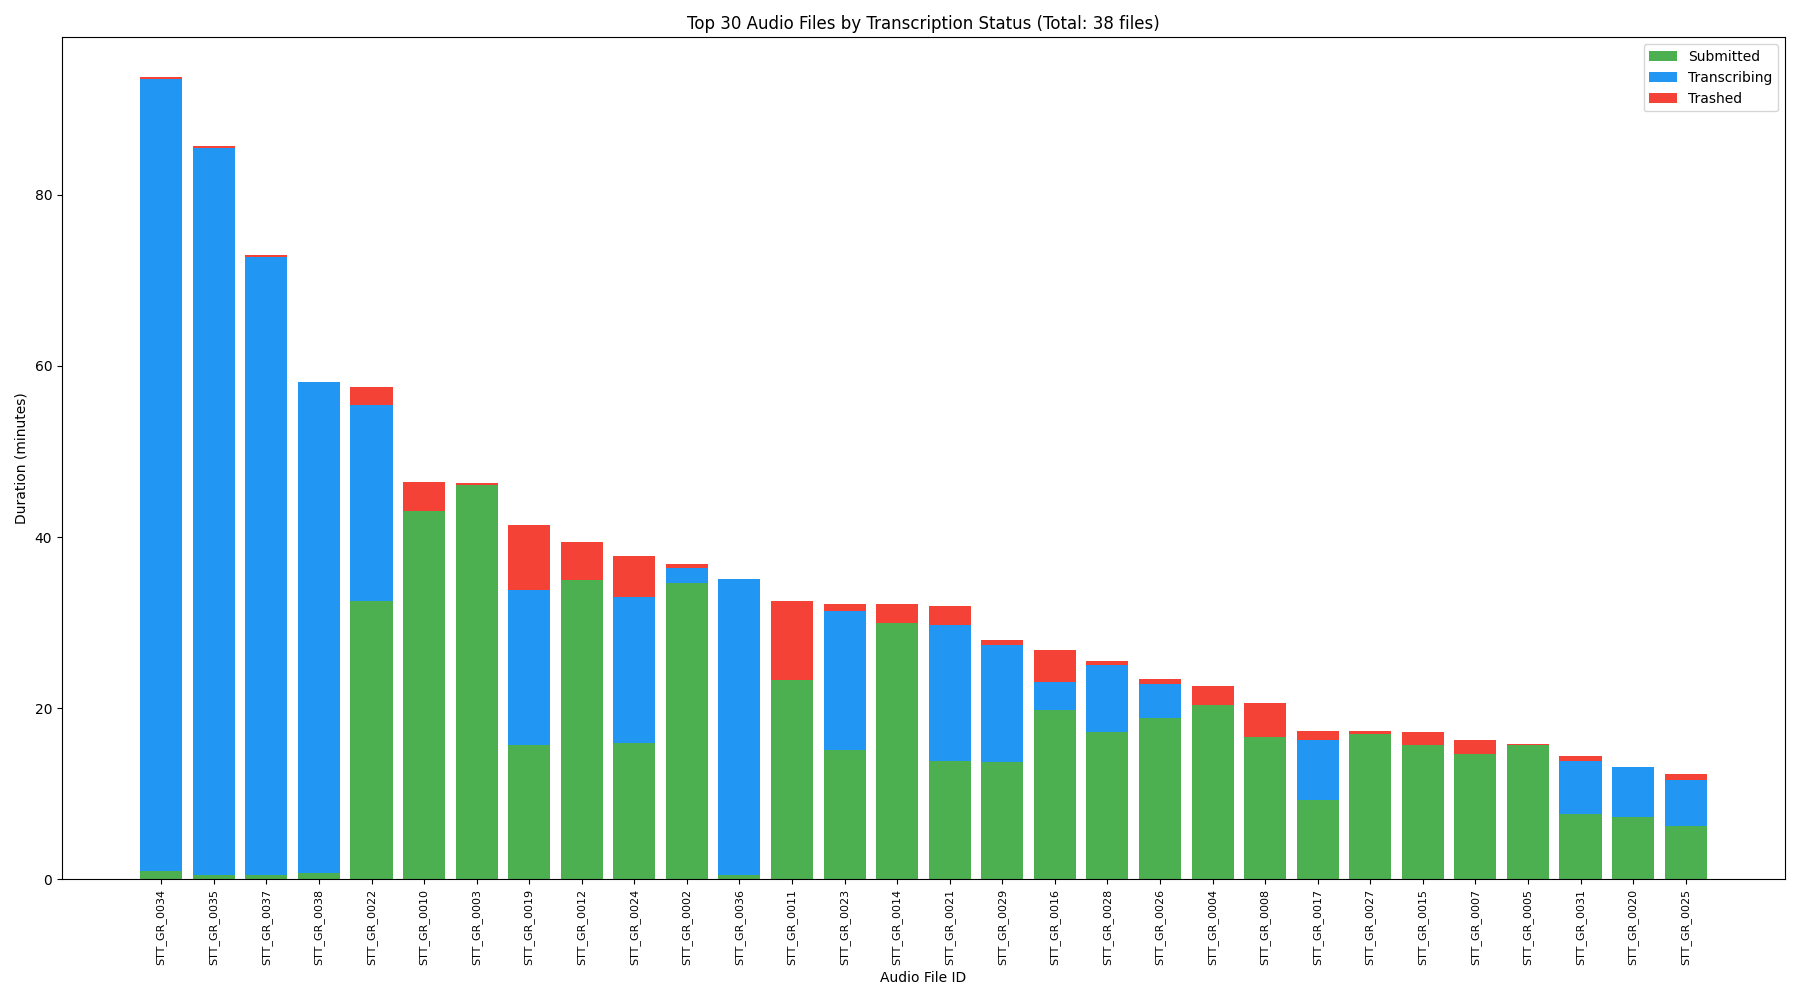 Top 30 Audio Files by Transcription Status (Total: 38 files)
Submitted
Transcribing
Trashed
Duration (minutes)
80
60
40
20
0
STT_GR_0034
STT_GR_0035
STT_GR_0037
STT_GR_0038
STT_GR_0022
STT_GR_0010
STT_GR_0003
STT_GR_0019
STT_GR_0012
STT_GR_0024
STT_GR_0002
STT_GR_0036
STT_GR_0011
STT_GR_0023
STT_GR_0014
STT_GR_0021
STT_GR_0029
STT_GR_0016
STT_GR_0028
STT_GR_0026
STT_GR_0004
STT_GR_0008
STT_GR_0017
STT_GR_0027
STT_GR_0015
STT_GR_0007
STT_GR_0005
STT_GR_0031
STT_GR_0020
STT_GR_0025
Audio File ID